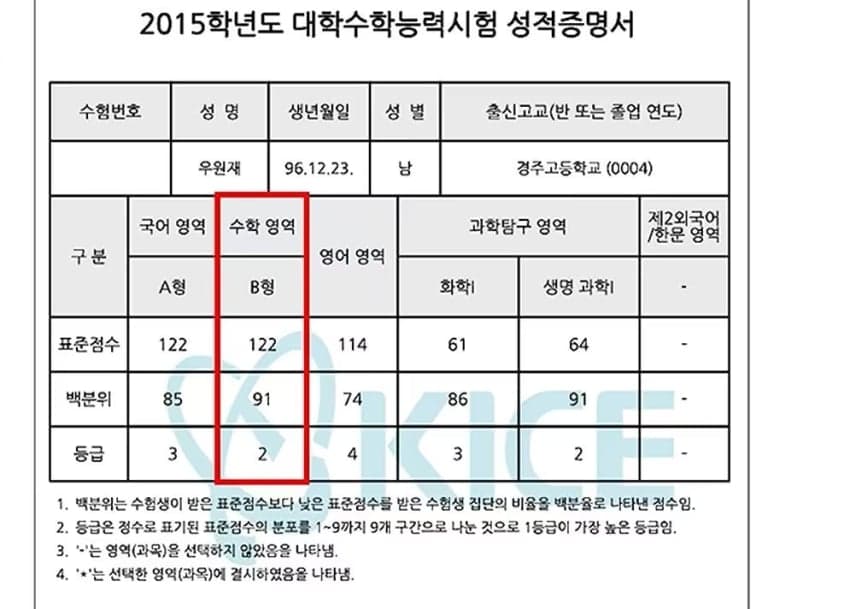 2015학년도 대학수학능력시험 성적증명서
수험번호 성 명 생년월일 성 별 출신고교(반 또는 졸업 연도)
우원재 96.12.23. 남 경주고등학교 (0004)
구 분 국어 영역 수학 영역 영어 영역 과학탐구 영역 제2외국어
/한문 영역
A형 B형 화학I 생명 과학I -
표준점수 122 122 114 61 64 -
백분위 85 91 74 86 91 -
등급 3 2 4 3 2 -
KICE
1. 백분위는 수험생이 받은 표준점수보다 낮은 표준점수를 받은 수험생 집단의 비율을 백분율로 나타낸 점수임.
2. 등급은 정수로 표기된 표준점수의 분포를 1~9까지 9개 구간으로 나눈 것으로 1등급이 가장 높은 등급임.
3. '-'는 영역(과목)을 선택하지 않았음을 나타냄.
4. '*'는 선택한 영역(과목)에 결시하였음을 나타냄.